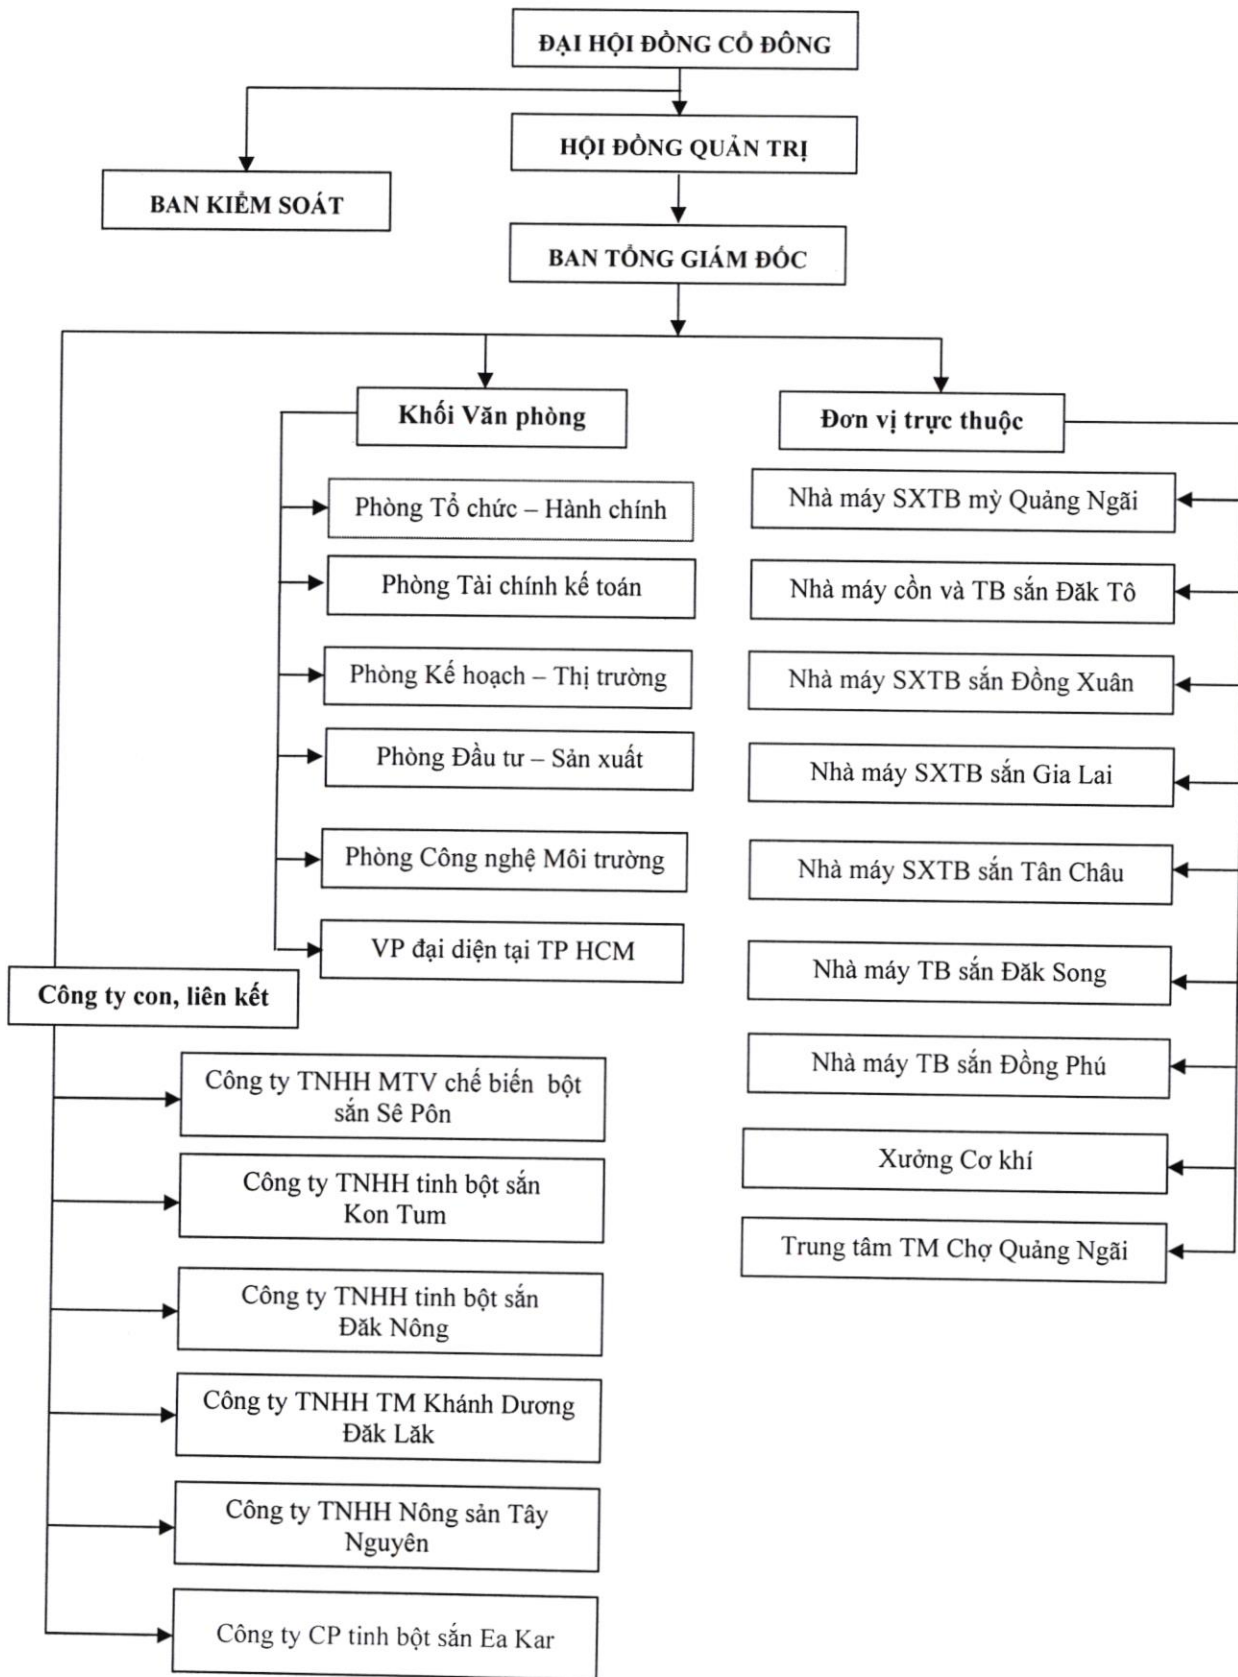 ĐẠI HỘI ĐỒNG CỔ ĐÔNG
HỘI ĐỒNG QUẢN TRỊ
BAN KIỂM SOÁT
BAN TỔNG GIÁM ĐỐC
Khối Văn phòng
Phòng Tổ chức – Hành chính
Phòng Tài chính kế toán
Phòng Kế hoạch – Thị trường
Phòng Đầu tư – Sản xuất
Phòng Công nghệ Môi trường
VP đại diện tại TP HCM
Đơn vị trực thuộc
Nhà máy SXTB mỳ Quảng Ngãi
Nhà máy cồn và TB sắn Đăk Tô
Nhà máy SXTB sắn Đồng Xuân
Nhà máy SXTB sắn Gia Lai
Nhà máy SXTB sắn Tân Châu
Nhà máy TB sắn Đăk Song
Nhà máy TB sắn Đồng Phú
Xưởng Cơ khí
Trung tâm TM Chợ Quảng Ngãi
Công ty con, liên kết
Công ty TNHH MTV chế biến bột
sắn Sê Pôn
Công ty TNHH tinh bột sắn
Kon Tum
Công ty TNHH tinh bột sắn
Đăk Nông
Công ty TNHH TM Khánh Dương
Đăk Lăk
Công ty TNHH Nông sản Tây
Nguyên
Công ty CP tinh bột sắn Ea Kar